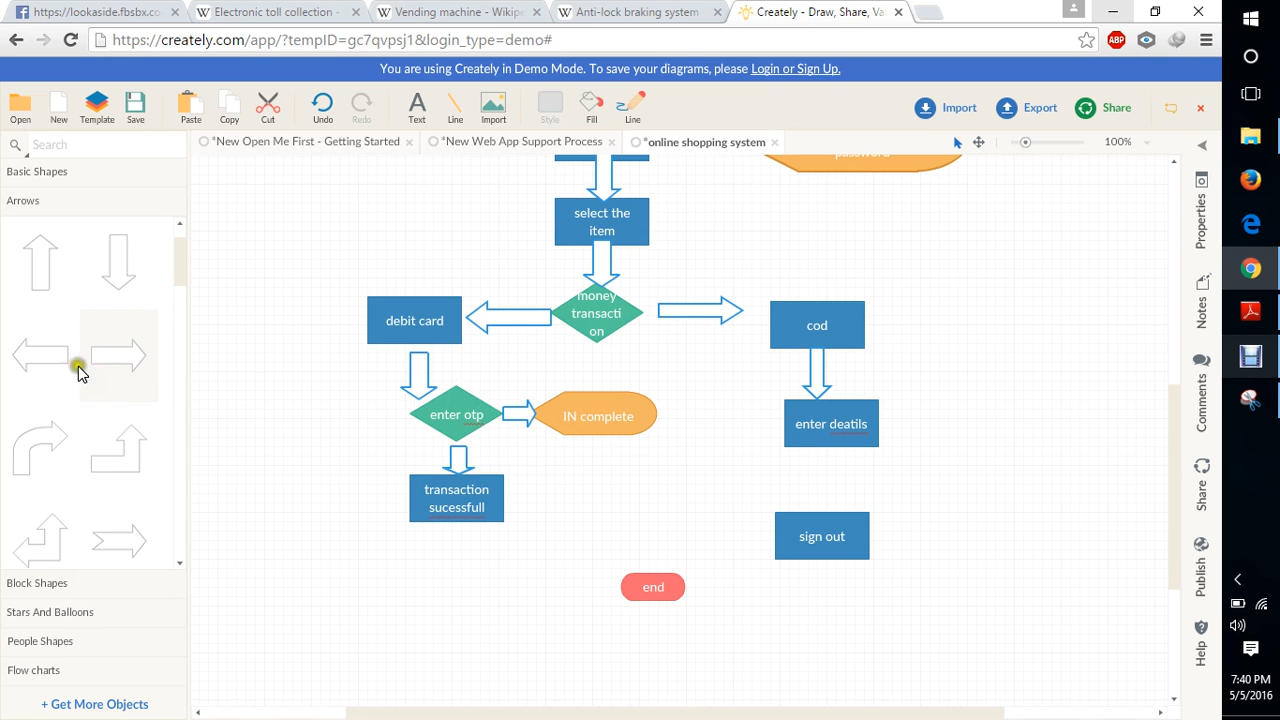 https://lookaside.fbsbx.c
Electronic toll collection -
Vending machine - Wikipe
Anti-lock braking system
Creately - Draw, Share, Va
https://creately.com/app/?tempID=gc7qvpsj1&login_type=demo#
ABP
You are using Creately in Demo Mode. To save your diagrams, please Login or Sign Up.
Open
New
Template
Save
Paste
Copy
Cut
Undo
Redo
Text
Line
Import
Style
Fill
Line
Import
Export
Share
Search
*New Open Me First - Getting Started
*New Web App Support Process
*online shopping system
100%
Basic Shapes
Arrows
Block Shapes
Stars And Balloons
People Shapes
Flow charts
+ Get More Objects
password
select the
item
money
transacti
on
debit card
cod
enter otp
IN complete
enter deatils
transaction
sucessfull
sign out
end
Properties
Notes
Comments
Share
Publish
Help
7:40 PM
5/5/2016